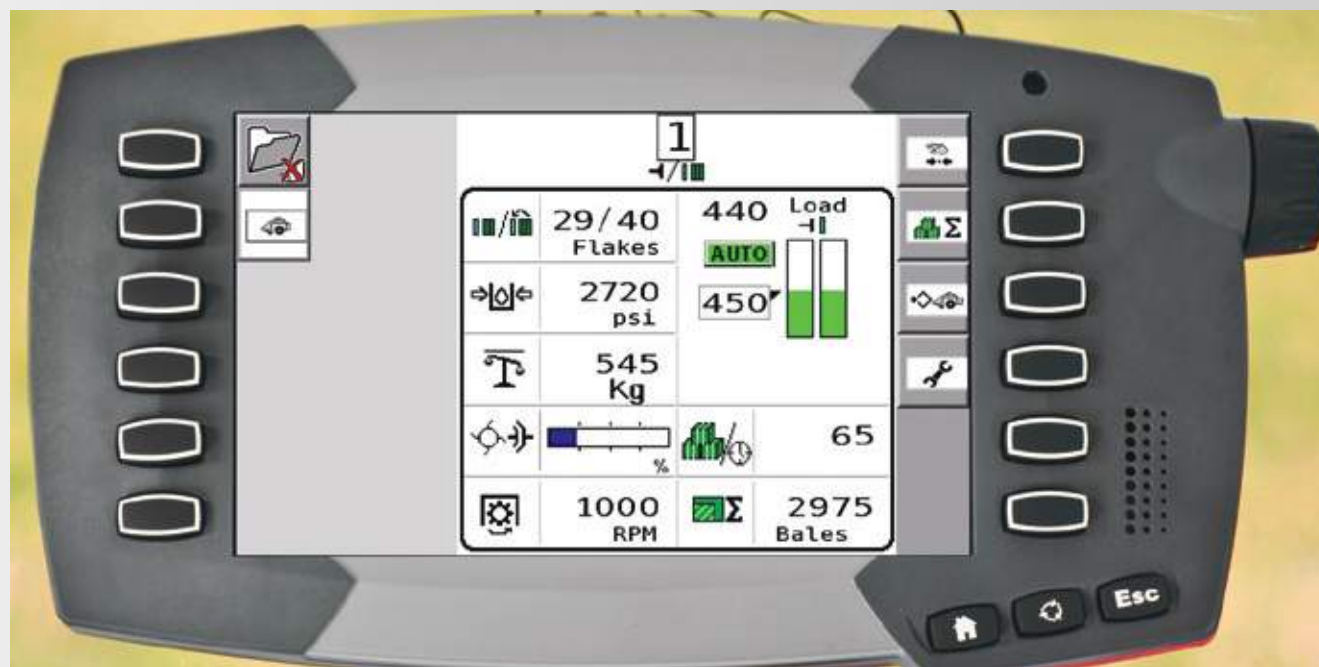 1
29/40
Flakes
440
Load
AUTO
450
2720
psi
545
Kg
Σ
%
65
1000
RPM
Σ
2975
Bales
Esc